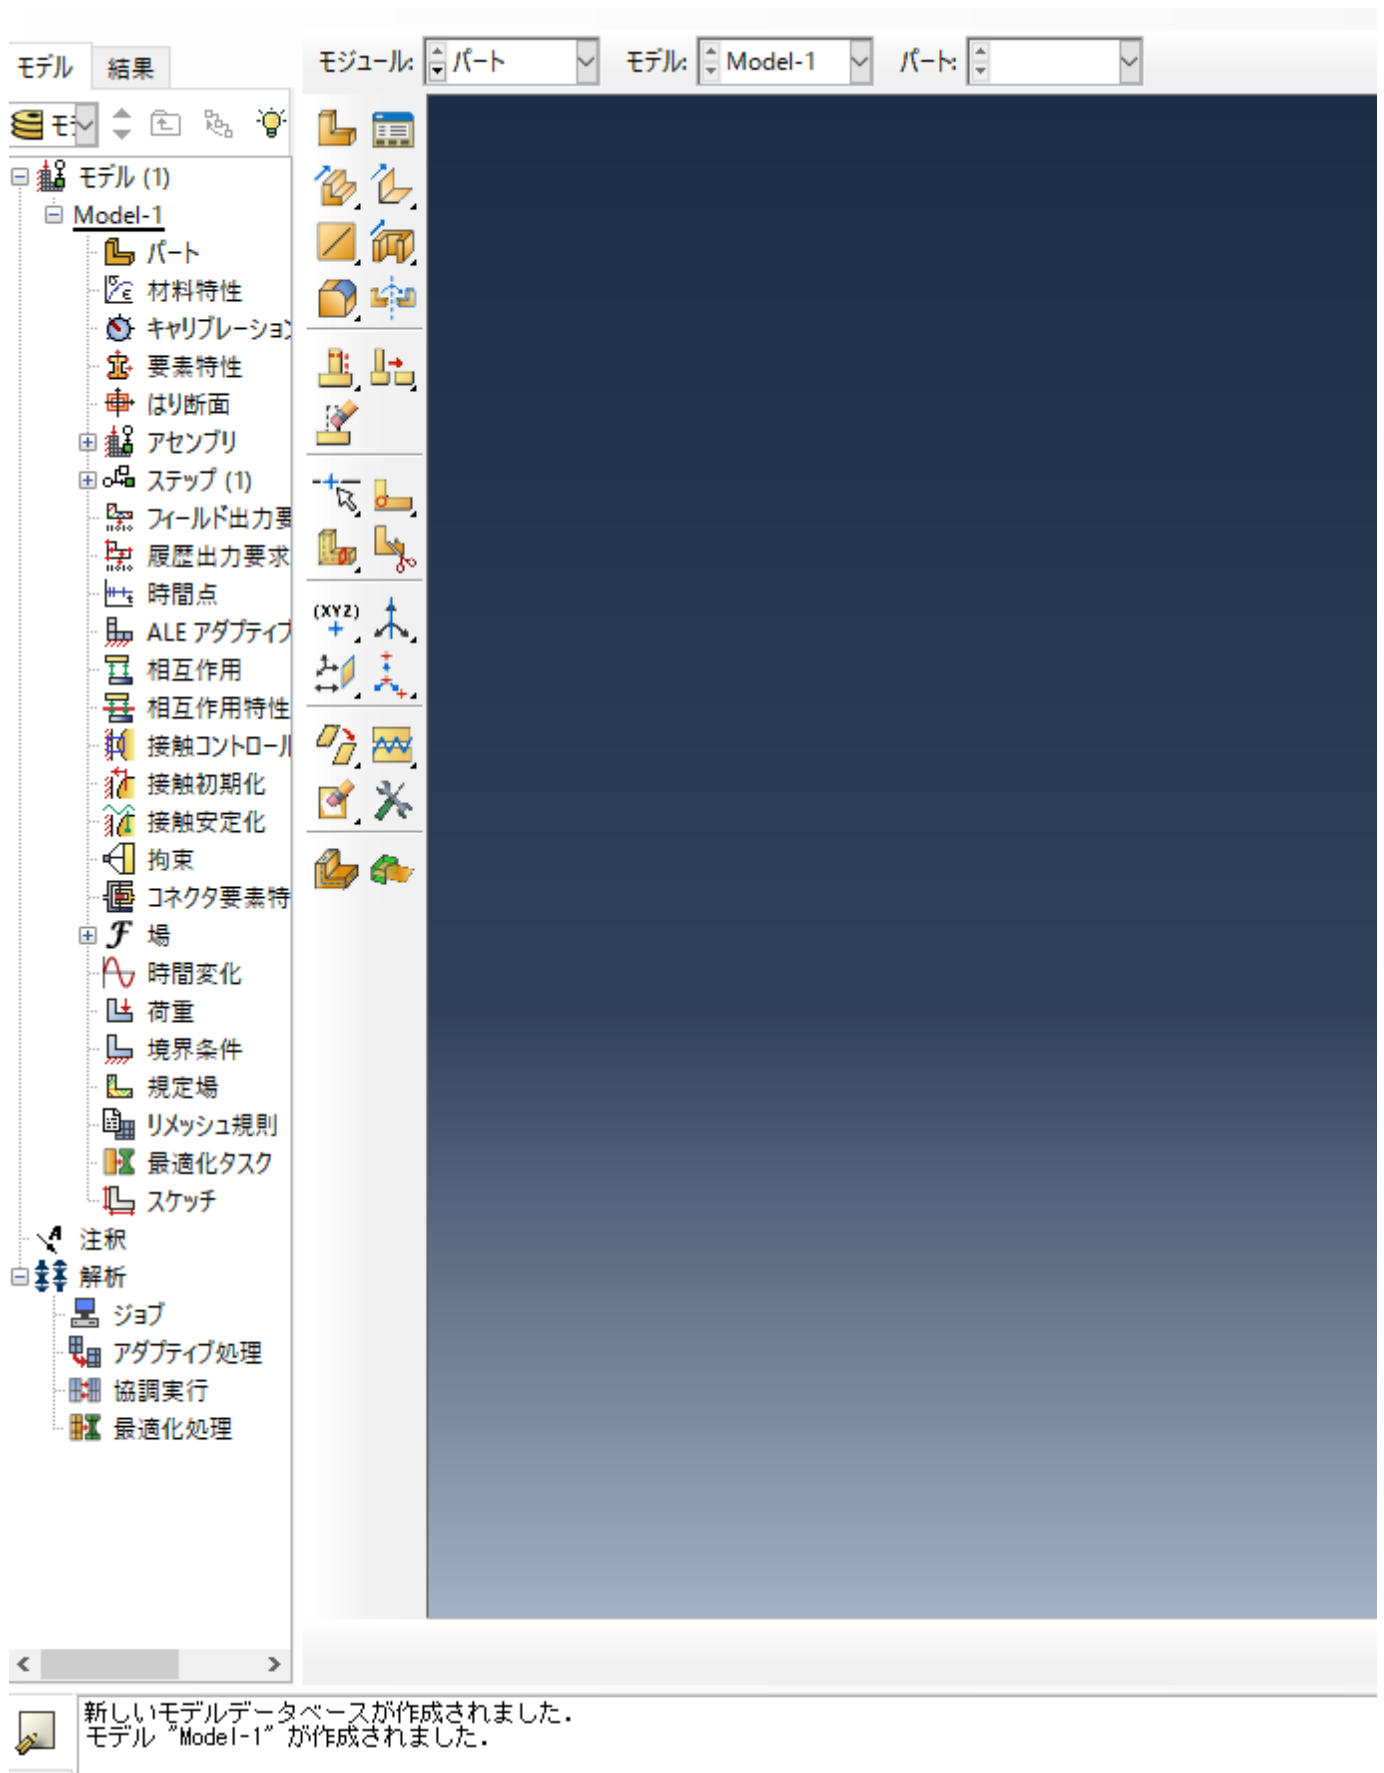 モデル 結果 モジュール: パート モデル: Model-1 パート:
モデル (1)
Model-1
パート
材料特性
キャリブレーション
要素特性
はり断面
アセンブリ
ステップ (1)
フィールド出力要
履歴出力要求
時間点
ALE アダプティブ
相互作用
相互作用特性
接触コントロール
接触初期化
接触安定化
拘束
コネクタ要素特
場
時間変化
荷重
境界条件
規定場
リメッシュ規則
最適化タスク
スケッチ
注釈
解析
ジョブ
アダプティブ処理
協調実行
最適化処理
(XYZ)
新しいモデルデータベースが作成されました.
モデル "Model-1" が作成されました.